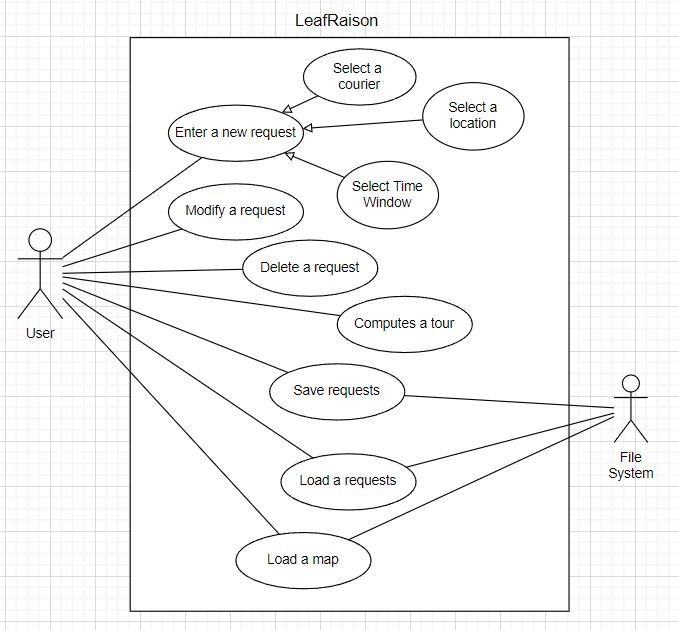 LeafRaison
Select a
courier
Select a
location
Enter a new request
Select Time
Window
Modify a request
Delete a request
Computes a tour
User
Save requests
File
System
Load a requests
Load a map